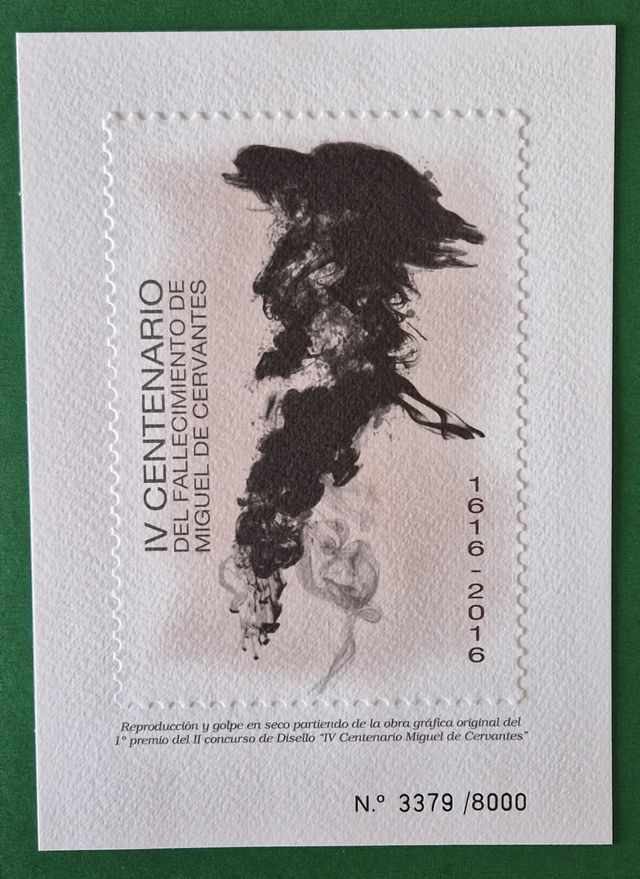 IV CENTENARIO
DEL FALLECIMIENTO DE
MIGUEL DE CERVANTES
1616-2016
Reproducción y golpe en seco partiendo de la obra gráfica original del
1º premio del II concurso de Disello "IV Centenario Miguel de Cervantes"
N.º 3379 /8000